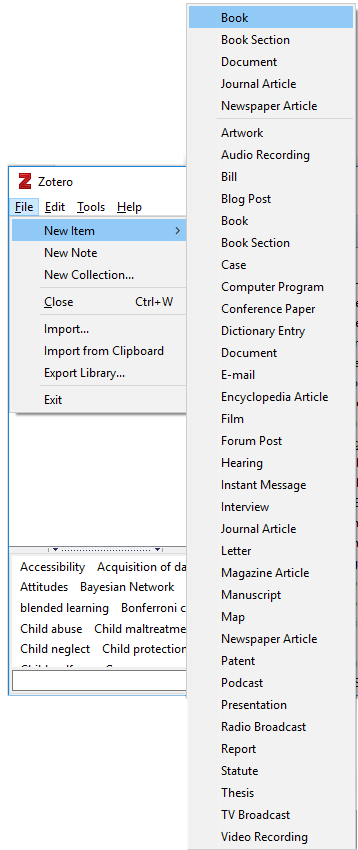 Zotero
File Edit Tools Help
New Item
New Note
New Collection...
Close Ctrl+W
Import...
Import from Clipboard
Export Library...
Exit
Book
Book Section
Document
Journal Article
Newspaper Article
Artwork
Audio Recording
Bill
Blog Post
Book
Book Section
Case
Computer Program
Conference Paper
Dictionary Entry
Document
E-mail
Encyclopedia Article
Film
Forum Post
Hearing
Instant Message
Interview
Journal Article
Letter
Magazine Article
Manuscript
Map
Newspaper Article
Patent
Podcast
Presentation
Radio Broadcast
Report
Statute
Thesis
TV Broadcast
Video Recording
Accessibility Acquisition of da
Attitudes Bayesian Network
blended learning Bonferroni c
Child abuse Child maltreatme
Child neglect Child protection